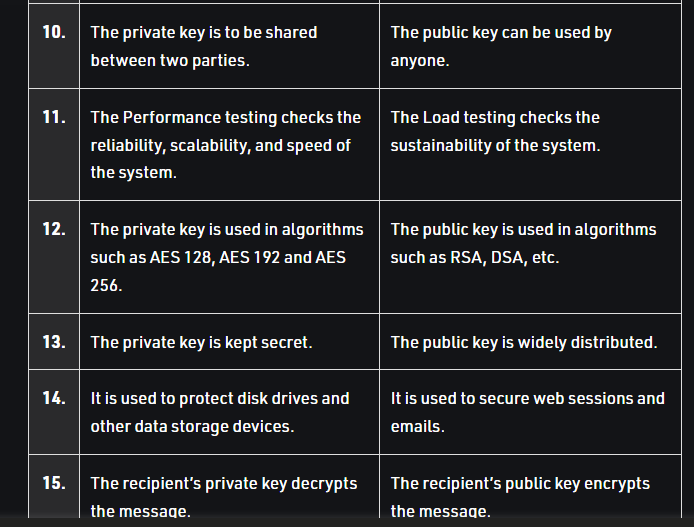 10. The private key is to be shared The public key can be used by
between two parties. anyone.
11. The Performance testing checks the The Load testing checks the
reliability, scalability, and speed of sustainability of the system.
the system.
12. The private key is used in algorithms The public key is used in algorithms
such as AES 128, AES 192 and AES such as RSA, DSA, etc.
256.
13. The private key is kept secret. The public key is widely distributed.
14. It is used to protect disk drives and It is used to secure web sessions and
other data storage devices. emails.
15. The recipient's private key decrypts The recipient's public key encrypts
the message. the message.